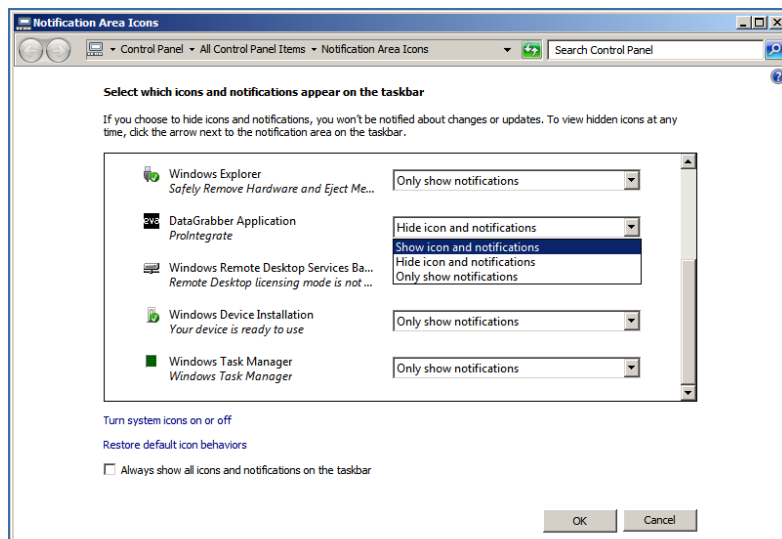 Notification Area Icons
Control Panel
All Control Panel Items
Notification Area Icons
Search Control Panel
Select which icons and notifications appear on the taskbar
If you choose to hide icons and notifications, you won't be notified about changes or updates. To view hidden icons at any
time, click the arrow next to the notification area on the taskbar.
Windows Explorer
Safely Remove Hardware and Eject Me...
Only show notifications
eva
DataGrabber Application
ProIntegrate
Hide icon and notifications
Show icon and notifications
Hide icon and notifications
Only show notifications
Windows Remote Desktop Services Ba...
Remote Desktop licensing mode is not ...
Windows Device Installation
Your device is ready to use
Only show notifications
Windows Task Manager
Windows Task Manager
Only show notifications
Turn system icons on or off
Restore default icon behaviors
Always show all icons and notifications on the taskbar
OK
Cancel